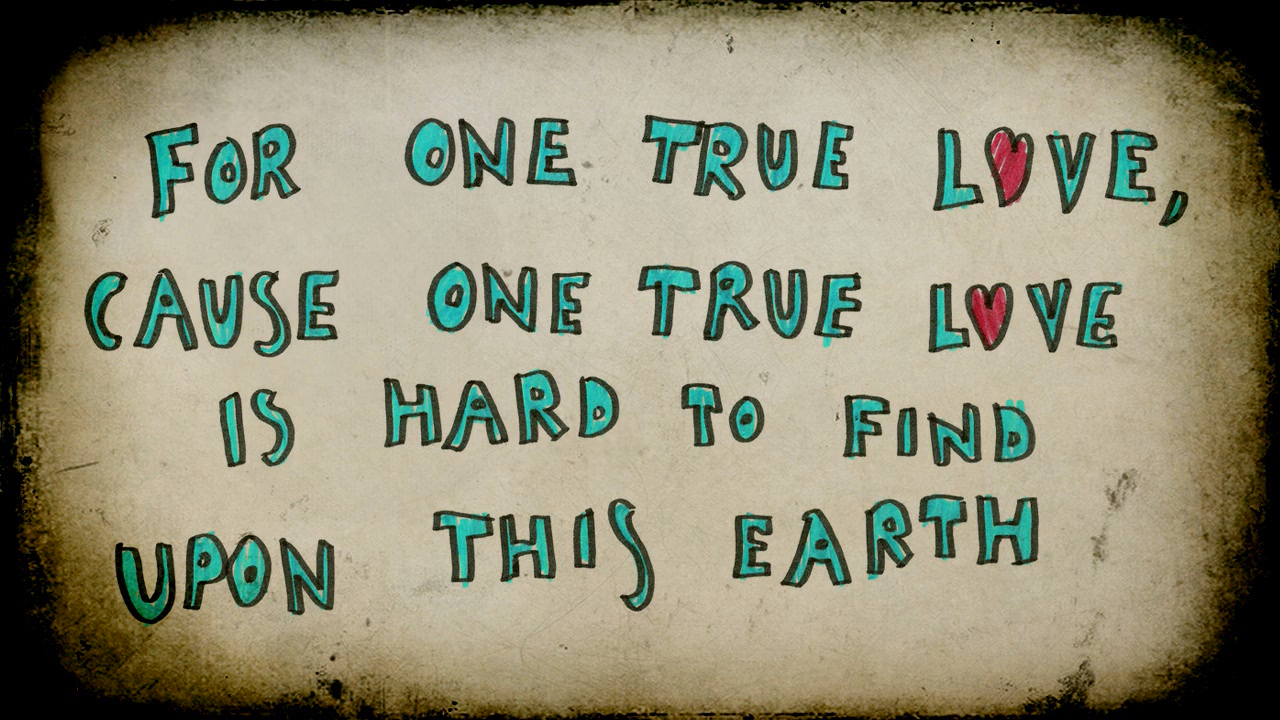 FOR ONE TRUE LOVE,
CAUSE ONE TRUE LOVE
IS HARD TO FIND
UPON THIS EARTH